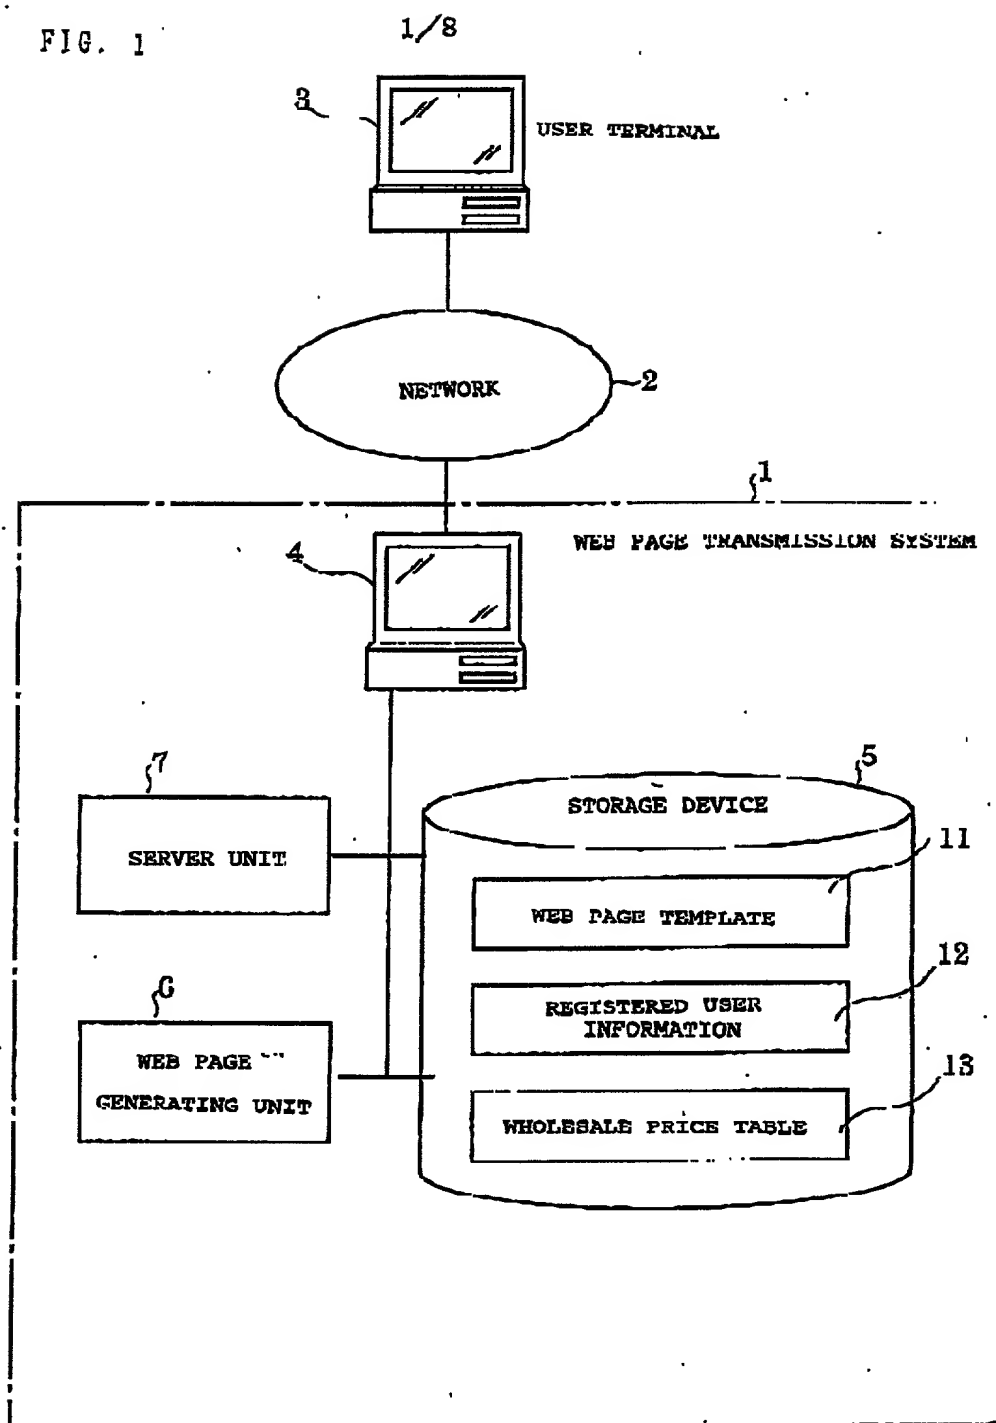 FIG. 1
1/8
3
USER TERMINAL
NETWORK
2
1
WEB PAGE TRANSMISSION SYSTEM
4
7
SERVER UNIT
5
STORAGE DEVICE
11
WEB PAGE TEMPLATE
12
REGISTERED USER
INFORMATION
6
WEB PAGE
GENERATING UNIT
13
WHOLESALE PRICE TABLE